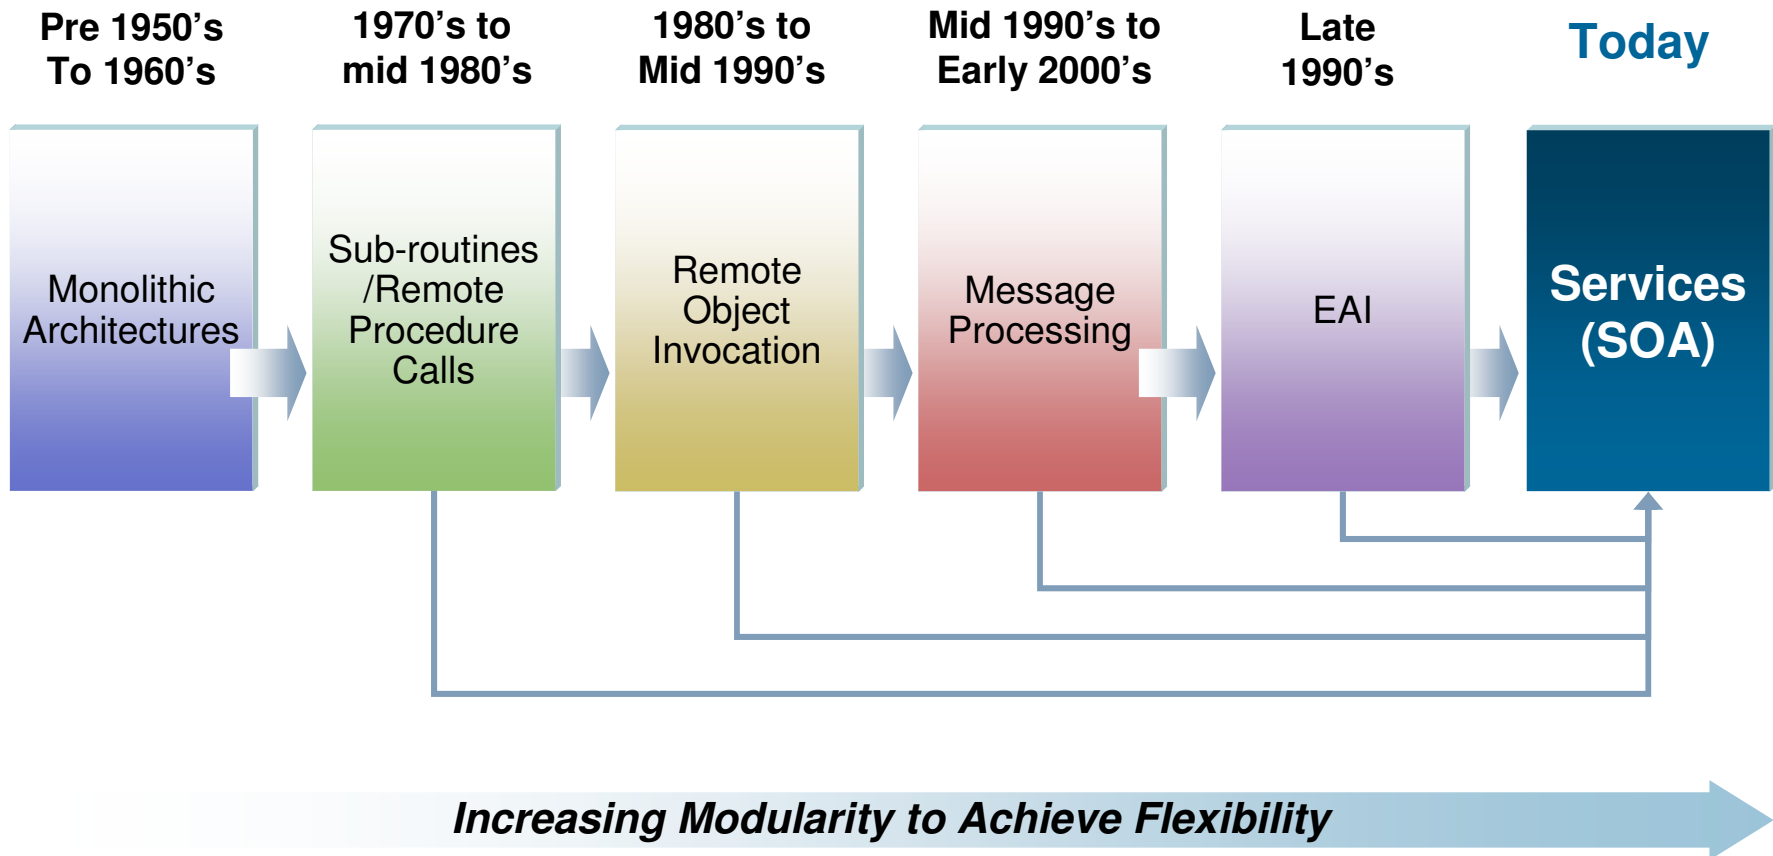 Pre 1950’s
To 1960’s
1970’s to
mid 1980’s
1980’s to
Mid 1990’s
Mid 1990’s to
Early 2000’s
Late
1990’s
Today
Monolithic
Architectures
Sub-routines
/Remote
Procedure
Calls
Remote
Object
Invocation
Message
Processing
EAI
Services
(SOA)
Increasing Modularity to Achieve Flexibility